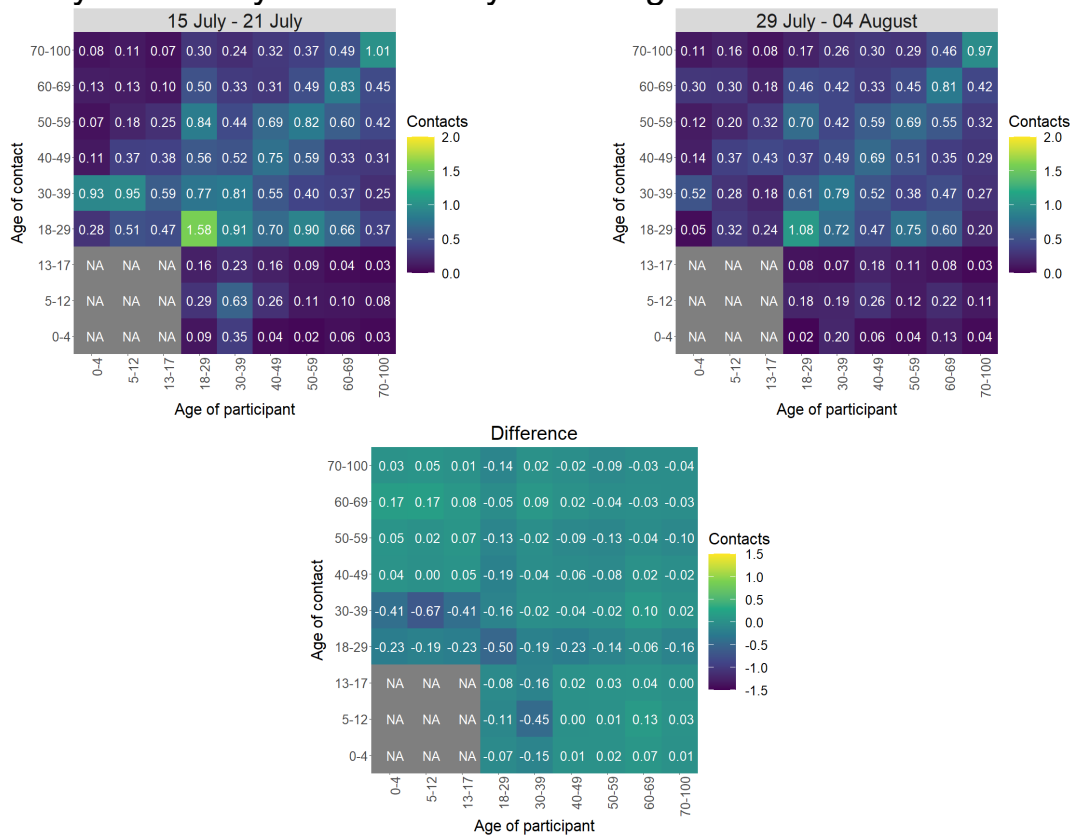 15 July - 21 July
70-100 0.08 0.11 0.07 0.30 0.24 0.32 0.37 0.49 1.01
60-69 0.13 0.13 0.10 0.50 0.33 0.31 0.49 0.83 0.45
50-59 0.07 0.18 0.25 0.84 0.44 0.69 0.82 0.60 0.42
40-49 0.11 0.37 0.38 0.56 0.52 0.75 0.59 0.33 0.31
30-39 0.93 0.95 0.59 0.77 0.81 0.55 0.40 0.37 0.25
18-29 0.28 0.51 0.47 1.58 0.91 0.70 0.90 0.66 0.37
13-17 NA NA NA 0.16 0.23 0.16 0.09 0.04 0.03
5-12 NA NA NA 0.29 0.63 0.26 0.11 0.10 0.08
0-4 NA NA NA 0.09 0.35 0.04 0.02 0.06 0.03
0-4 5-12 13-17 18-29 30-39 40-49 50-59 60-69 70-100
Age of participant
Age of contact
Contacts
2.0
1.5
1.0
0.5
0.0
29 July - 04 August
70-100 0.11 0.16 0.08 0.17 0.26 0.30 0.29 0.46 0.97
60-69 0.30 0.30 0.18 0.46 0.42 0.33 0.45 0.81 0.42
50-59 0.12 0.20 0.32 0.70 0.42 0.59 0.69 0.55 0.32
40-49 0.14 0.37 0.43 0.37 0.49 0.69 0.51 0.35 0.29
30-39 0.52 0.28 0.18 0.61 0.79 0.52 0.38 0.47 0.27
18-29 0.05 0.32 0.24 1.08 0.72 0.47 0.75 0.60 0.20
13-17 NA NA NA 0.08 0.07 0.18 0.11 0.08 0.03
5-12 NA NA NA 0.18 0.19 0.26 0.12 0.22 0.11
0-4 NA NA NA 0.02 0.20 0.06 0.04 0.13 0.04
0-4 5-12 13-17 18-29 30-39 40-49 50-59 60-69 70-100
Age of participant
Age of contact
Contacts
2.0
1.5
1.0
0.5
0.0
Difference
70-100 0.03 0.05 0.01 -0.14 0.02 -0.02 -0.09 -0.03 -0.04
60-69 0.17 0.17 0.08 -0.05 0.09 0.02 -0.04 -0.03 -0.03
50-59 0.05 0.02 0.07 -0.13 -0.02 -0.09 -0.13 -0.04 -0.10
40-49 0.04 0.00 0.05 -0.19 -0.04 -0.06 -0.08 0.02 -0.02
30-39 -0.41 -0.67 -0.41 -0.16 -0.02 -0.04 -0.02 0.10 0.02
18-29 -0.23 -0.19 -0.23 -0.50 -0.19 -0.23 -0.14 -0.06 -0.16
13-17 NA NA NA -0.08 -0.16 0.02 0.03 0.04 0.00
5-12 NA NA NA -0.11 -0.45 0.00 0.01 0.13 0.03
0-4 NA NA NA -0.07 -0.15 0.01 0.02 0.07 0.01
0-4 5-12 13-17 18-29 30-39 40-49 50-59 60-69 70-100
Age of participant
Age of contact
Contacts
1.5
1.0
0.5
0.0
-0.5
-1.0
-1.5